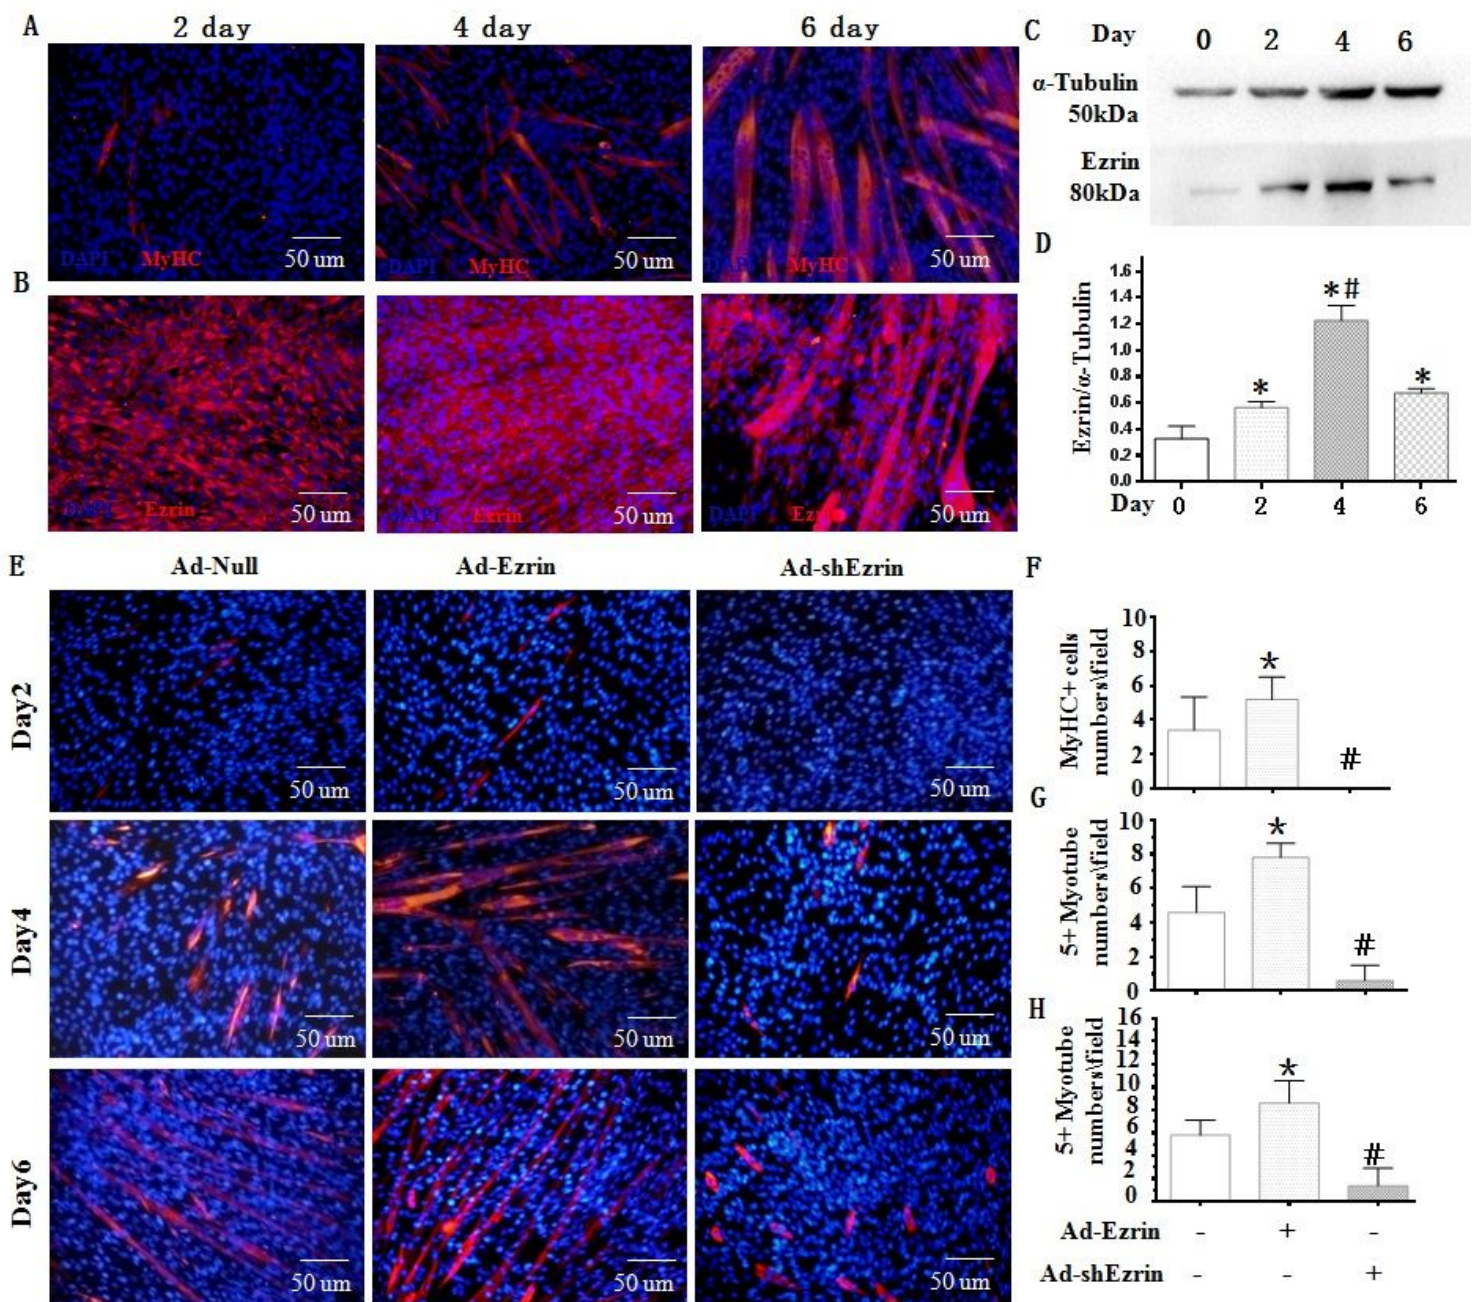 A 2 day 4 day 6 day
DAPI MyHC 50 um
DAPI MyHC 50 um
DAPI MyHC 50 um
B
DAPI Ezrin 50 um
DAPI Ezrin 50 um
DAPI 50 um
C Day 0 2 4 6
α-Tubulin
50kDa
Ezrin
80kDa
D
Ezrin/α-Tubulin
1.6
1.4
1.2
1.0
0.8
0.6
0.4
0.2
0.0
* *# *
Day 0 2 4 6
E Ad-Null Ad-Ezrin Ad-shEzrin
Day2
50 um 50 um 50 um
Day4
50 um 50 um 50 um
Day6
50 um 50 um 50 um
F
MyHC+ cells
numbers\field
10
8
6
4
2
0
* #
G
5+ Myotube
numbers\field
10
8
6
4
2
0
* #
H
5+ Myotube
numbers\field
16
14
12
10
8
6
4
2
0
* #
Ad-Ezrin - + -
Ad-shEzrin - - +